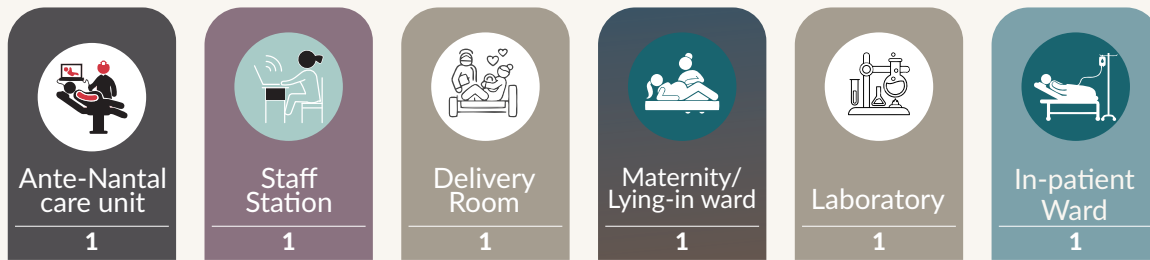 Ante-Nantal
care unit
1
Staff
Station
1
Delivery
Room
1
Maternity/
Lying-in ward
1
Laboratory
1
In-patient
Ward
1